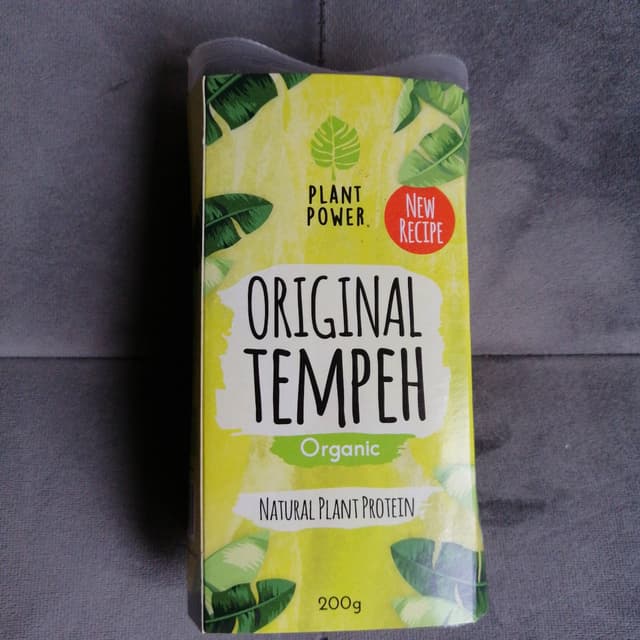 PLANT
POWER
NEW
RECIPE
ORIGINAL
TEMPEH
Organic
NATURAL PLANT PROTEIN
200g